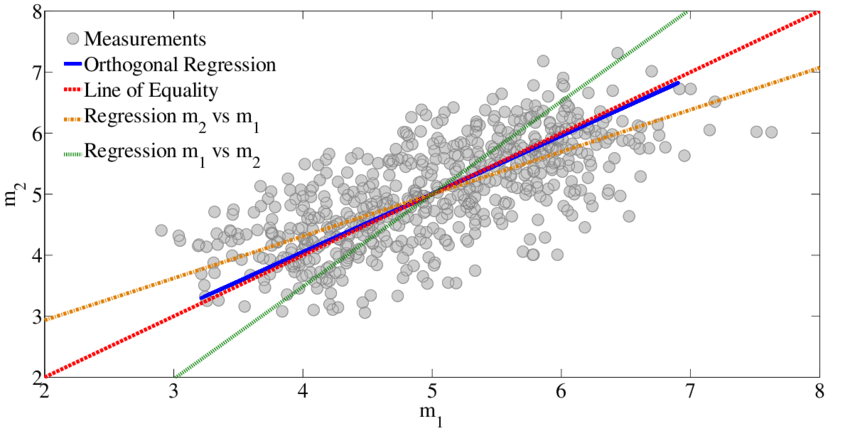 8
7
6
5
4
3
2
m2
Measurements
Orthogonal Regression
Line of Equality
Regression m2 vs m1
Regression m1 vs m2
2 3 4 5 6 7 8
m1